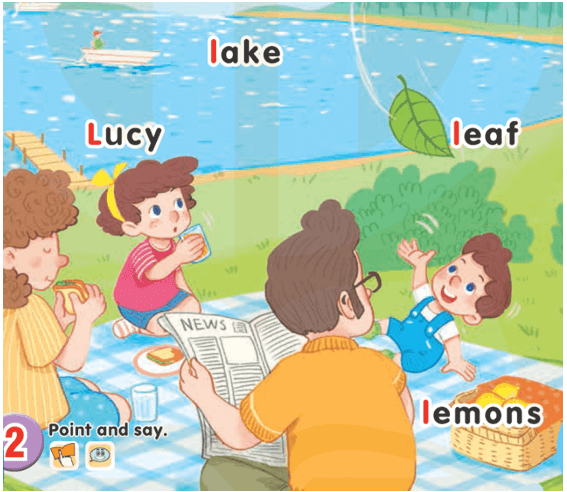 lake
Lucy
leaf
NEWS
lemons
2
Point and say.